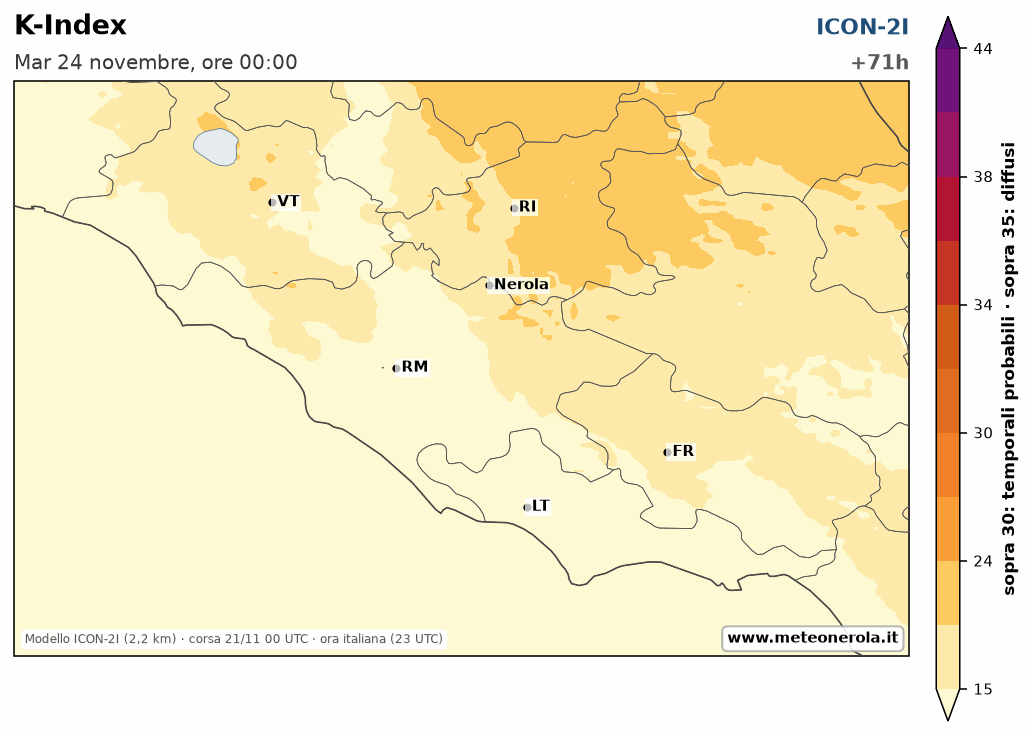 K-Index
ICON-2I
Mar 24 novembre, ore 00:00
+71h
VT
RI
Nerola
RM
FR
LT
Modello ICON-2I (2,2 km) · corsa 21/11 00 UTC · ora italiana (23 UTC)
www.meteonerola.it
44
38
34
30
24
15
sopra 30: temporali probabili · sopra 35: diffusi